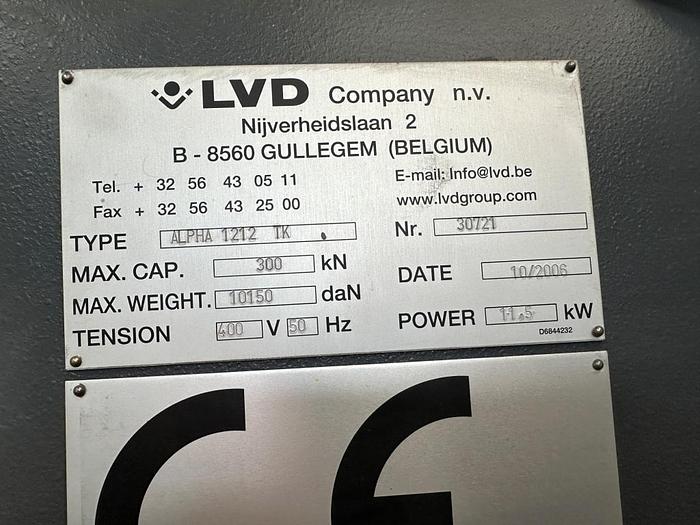 LVD Company n.v.
Nijverheidslaan 2
B - 8560 GULLEGEM (BELGIUM)
Tel. + 32 56 43 05 11
E-mail: Info@lvd.be
Fax + 32 56 43 25 00
www.lvdgroup.com
TYPE ALPHA 1212 TK
Nr. 30721
MAX. CAP. 300 kN
DATE 10/2006
MAX. WEIGHT. 10150 daN
POWER 11.5 kW
TENSION 400 V 50 Hz
D6844232
CE